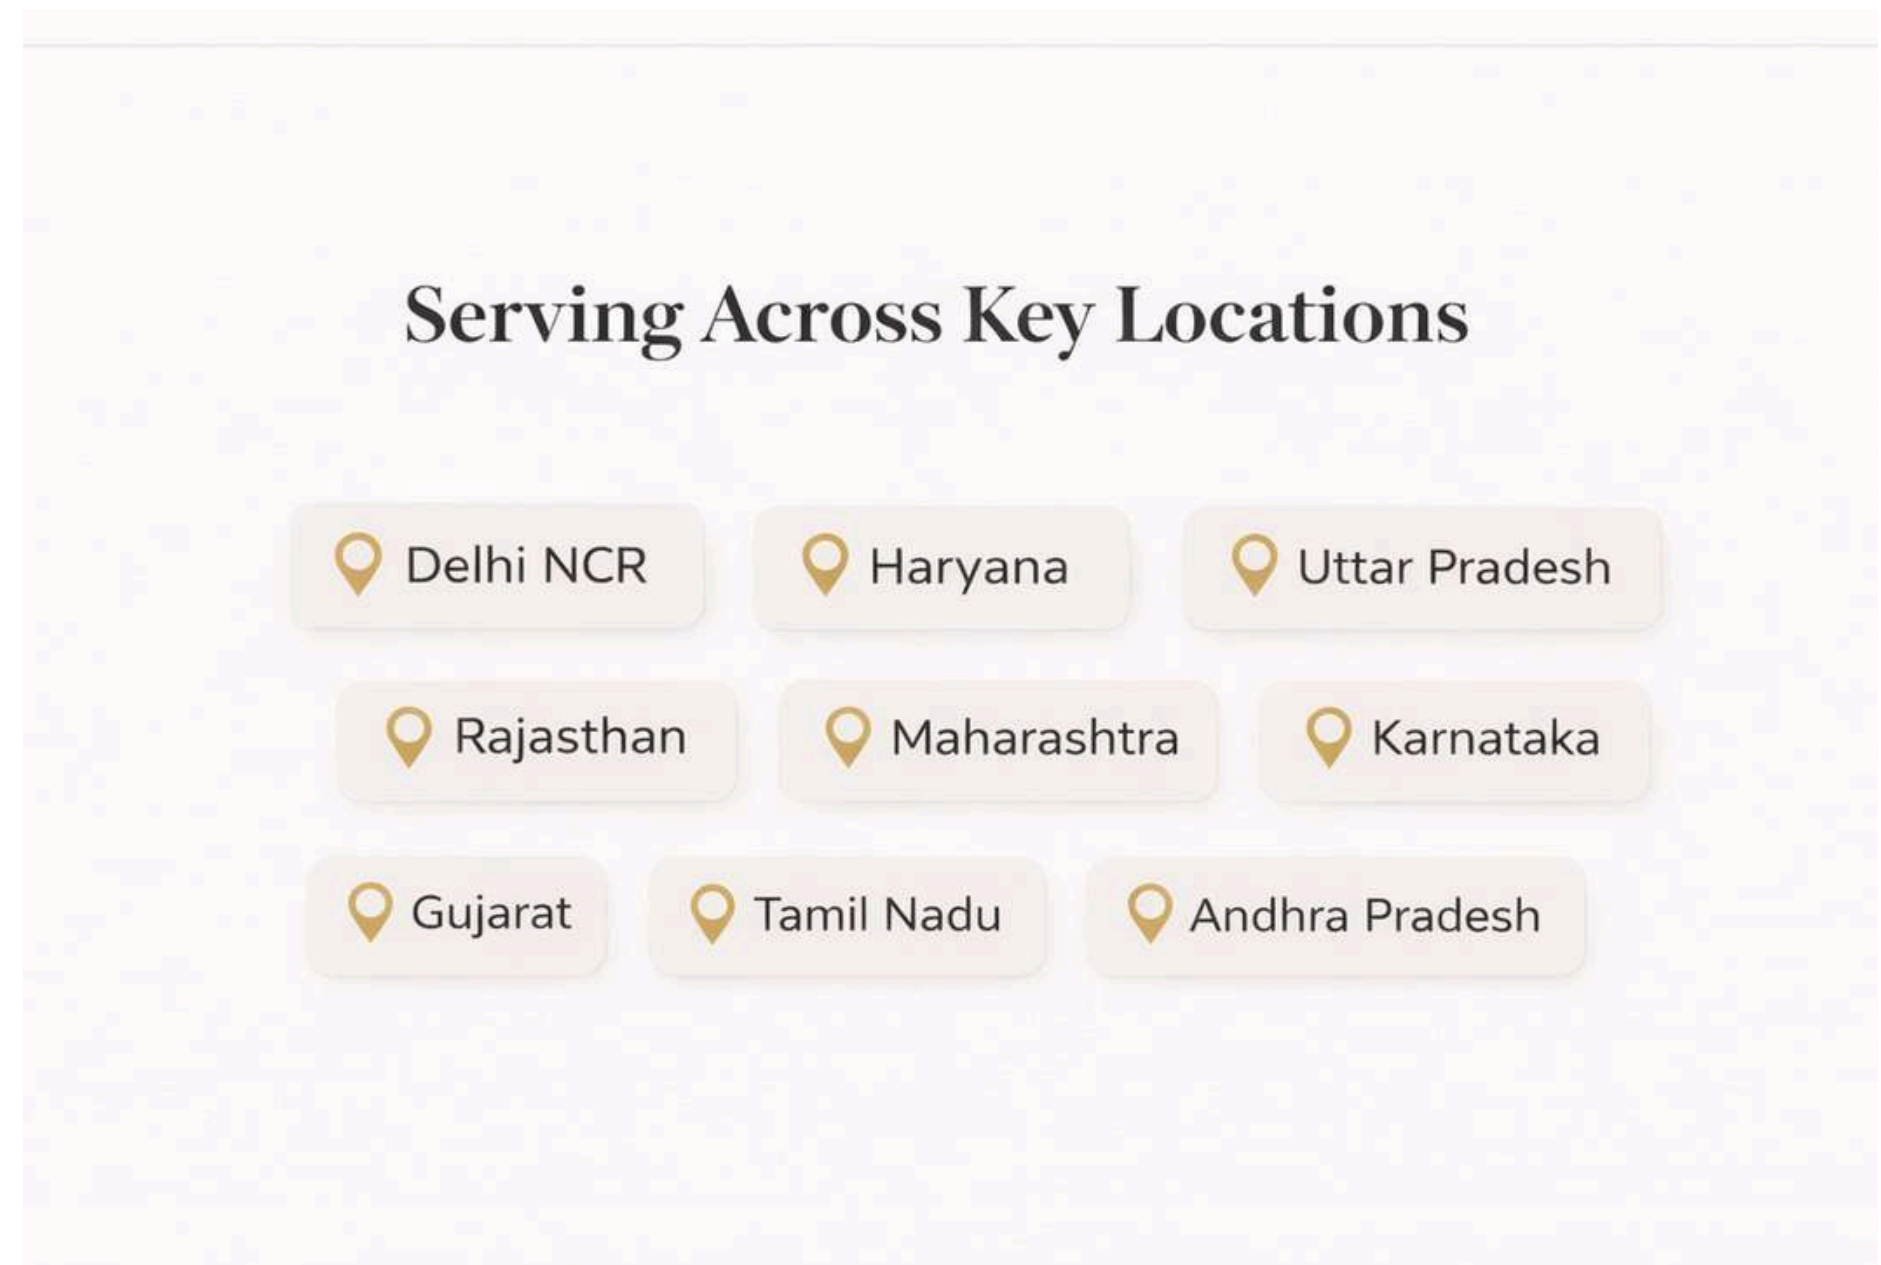 Serving Across Key Locations
Delhi NCR
Haryana
Uttar Pradesh
Rajasthan
Maharashtra
Karnataka
Gujarat
Tamil Nadu
Andhra Pradesh